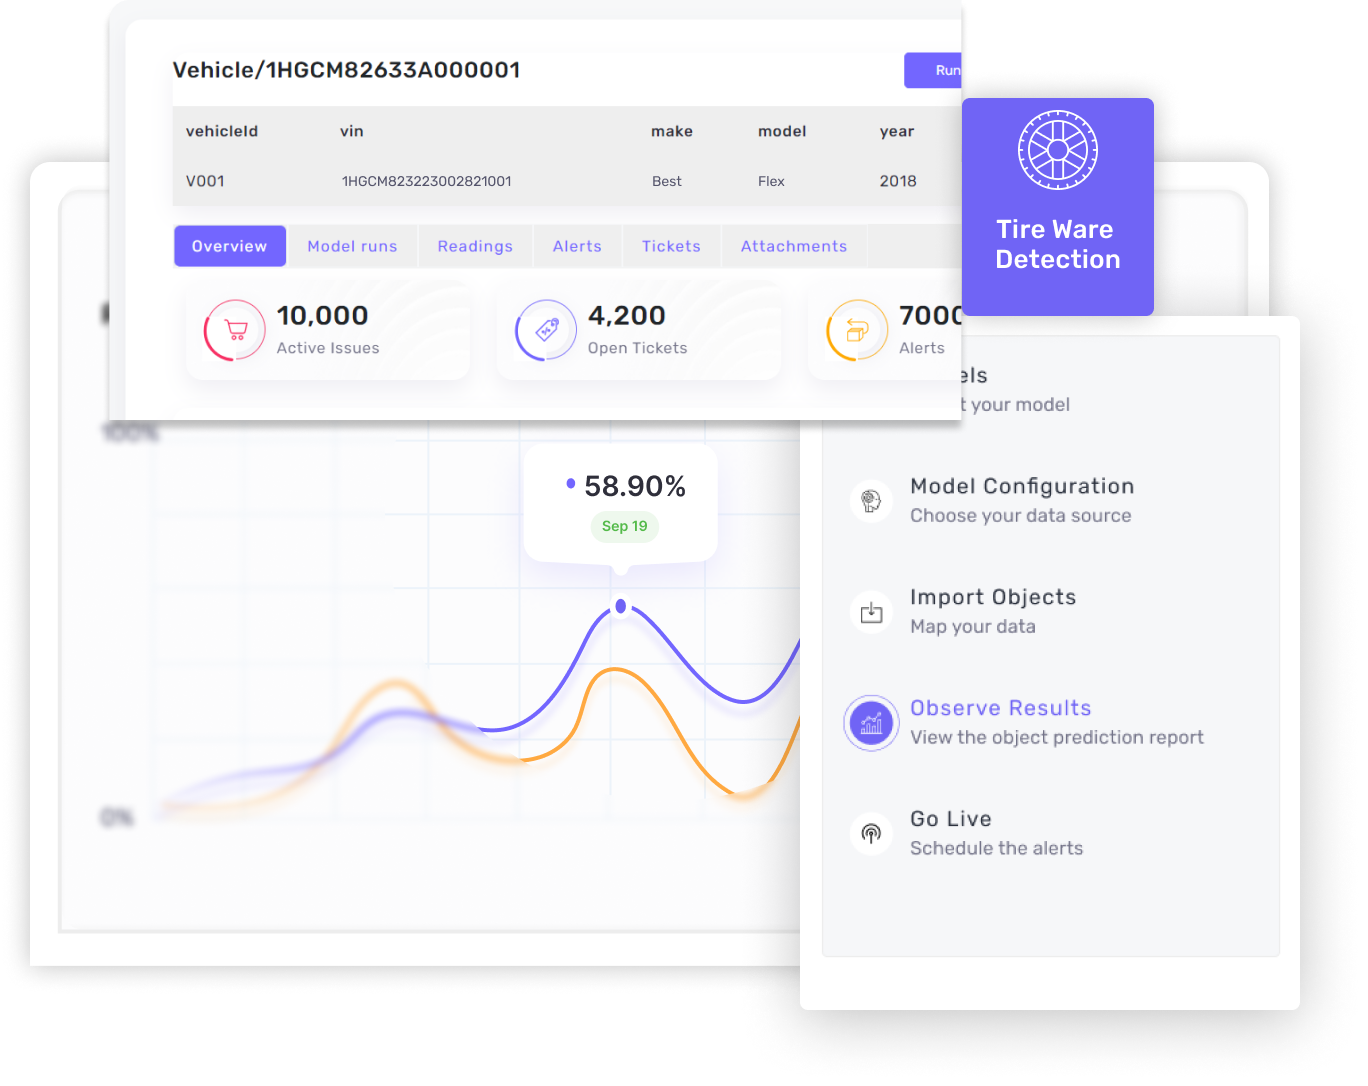 Vehicle/1HGCM82633A000001
Run
vehicleId vin make model year
V001 1HGCM823223002821001 Best Flex 2018
Overview Model runs Readings Alerts Tickets Attachments
10,000
Active Issues
4,200
Open Tickets
7000
Alerts
Tire Ware
Detection
100%
58.90%
Sep 19
0%
els
t your model
Model Configuration
Choose your data source
Import Objects
Map your data
Observe Results
View the object prediction report
Go Live
Schedule the alerts